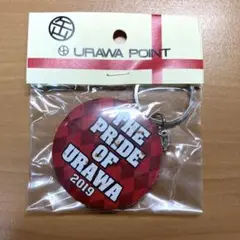 URAWA POINT
THE
PRIDE
OF
URAWA
2019